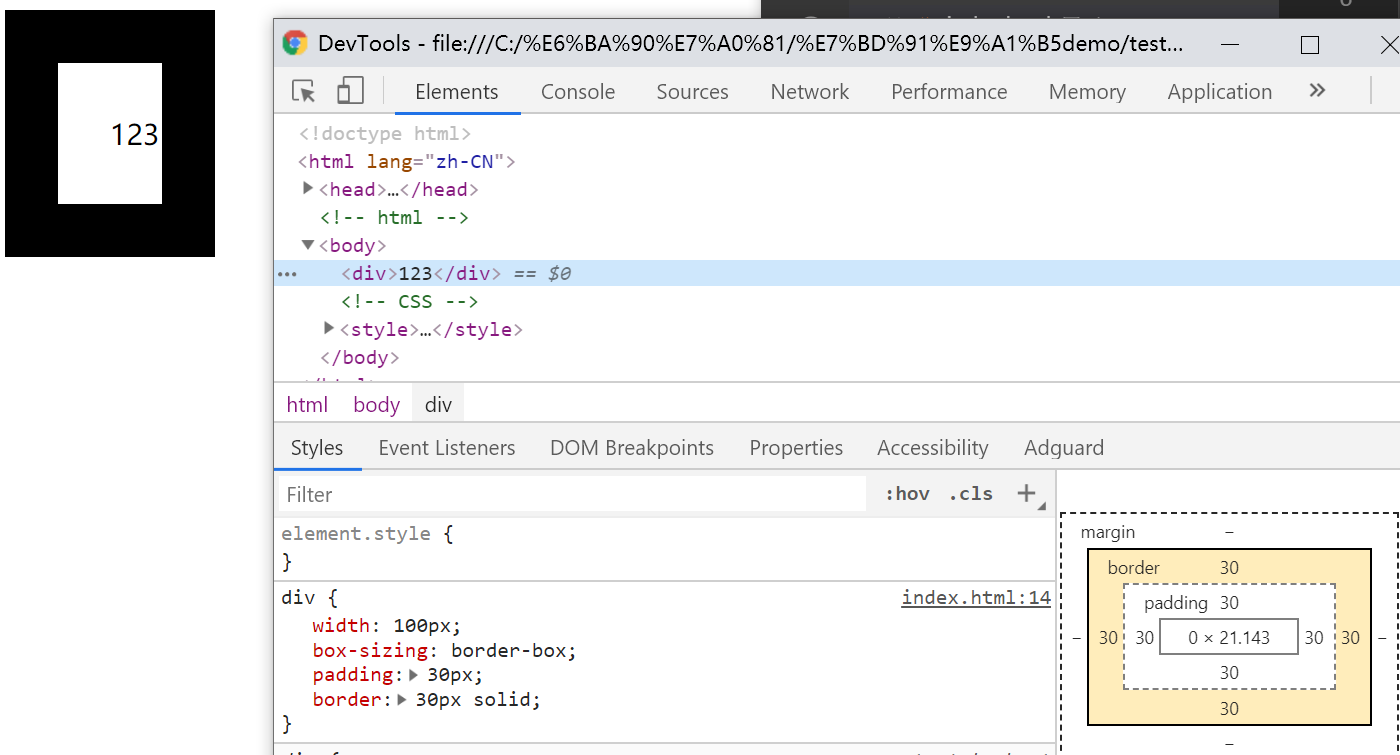 123
DevTools - file:///C:/%E6%BA%90%E7%A0%81/%E7%BD%91%E9%A1%B5demo/test...
Elements Console Sources Network Performance Memory Application »
<!doctype html>
<html lang="zh-CN">
<head>…</head>
<!-- html -->
<body>
<div>123</div> == $0
<!-- CSS -->
<style>…</style>
</body>
html body div
Styles Event Listeners DOM Breakpoints Properties Accessibility Adguard
Filter :hov .cls +
element.style {
}
div { index.html:14
width: 100px;
box-sizing: border-box;
padding: 30px;
border: 30px solid;
}
margin –
border 30
padding 30
– 30 30 0 × 21.143 30 30 –
30
30
–